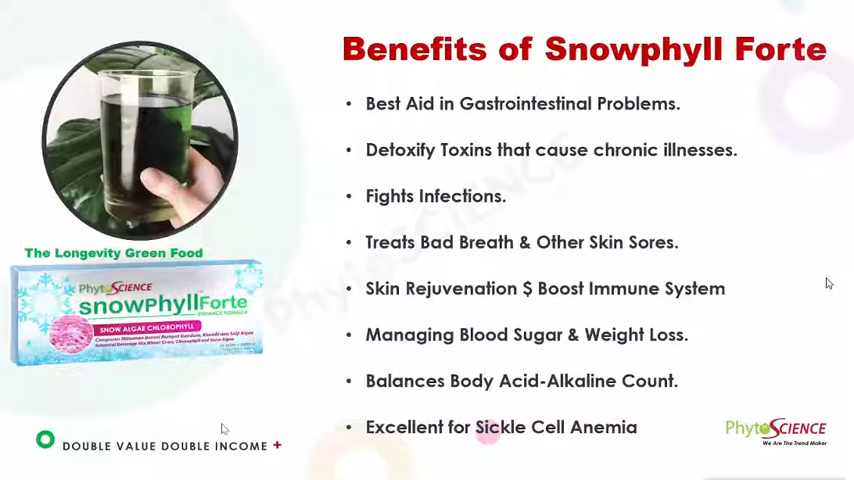 Benefits of Snowphyll Forte
• Best Aid in Gastrointestinal Problems.
• Detoxify Toxins that cause chronic illnesses.
• Fights Infections.
• Treats Bad Breath & Other Skin Sores.
• Skin Rejuvenation $ Boost Immune System
• Managing Blood Sugar & Weight Loss.
• Balances Body Acid-Alkaline Count.
• Excellent for Sickle Cell Anemia
The Longevity Green Food
PhytoSCIENCE
snowphyllForte
ENHANCE FORMULA
SNOW ALGAE CHLOROPHYLL
DOUBLE VALUE DOUBLE INCOME +
PhytoSCIENCE
We Are The Trend Maker
PhytoSCIENCE